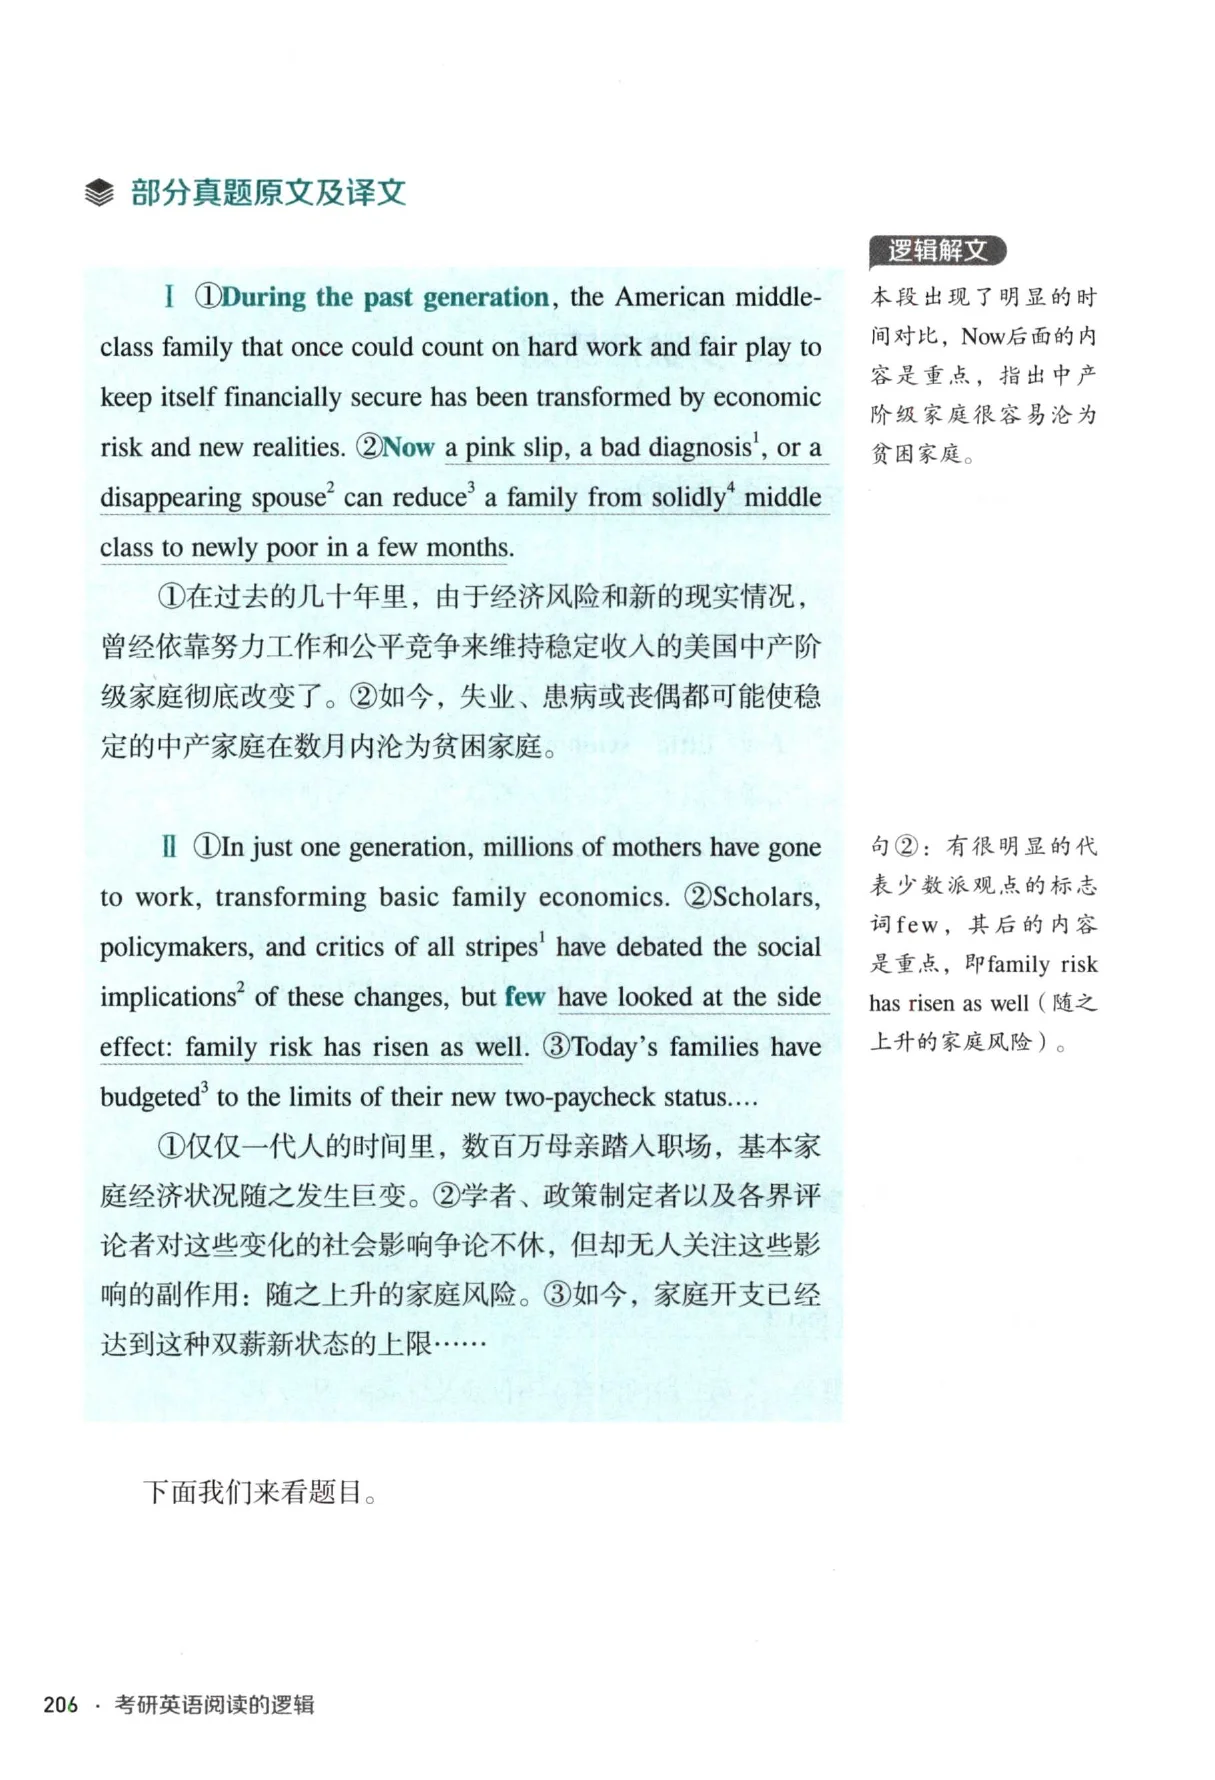 部分真题原文及译文
逻辑解文
Ⅰ ①During the past generation, the American middle-
class family that once could count on hard work and fair play to
keep itself financially secure has been transformed by economic
risk and new realities. ②Now a pink slip, a bad diagnosis1, or a
disappearing spouse2 can reduce3 a family from solidly4 middle
class to newly poor in a few months.
本段出现了明显的时
间对比，Now后面的内
容是重点，指出中产
阶级家庭很容易沦为
贫困家庭。
①在过去的几十年里，由于经济风险和新的现实情况，
曾经依靠努力工作和公平竞争来维持稳定收入的美国中产阶
级家庭彻底改变了。②如今，失业、患病或丧偶都可能使稳
定的中产家庭在数月内沦为贫困家庭。
Ⅱ ①In just one generation, millions of mothers have gone
to work, transforming basic family economics. ②Scholars,
policymakers, and critics of all stripes1 have debated the social
implications2 of these changes, but few have looked at the side
effect: family risk has risen as well. ③Today's families have
budgeted3 to the limits of their new two-paycheck status....
句②：有很明显的代
表少数派观点的标志
词few，其后的内容
是重点，即family risk
has risen as well（随之
上升的家庭风险）。
①仅仅一代人的时间里，数百万母亲踏入职场，基本家
庭经济状况随之发生巨变。②学者、政策制定者以及各界评
论者对这些变化的社会影响争论不休，但却无人关注这些影
响的副作用：随之上升的家庭风险。③如今，家庭开支已经
达到这种双薪新状态的上限……
下面我们来看题目。
206 · 考研英语阅读的逻辑